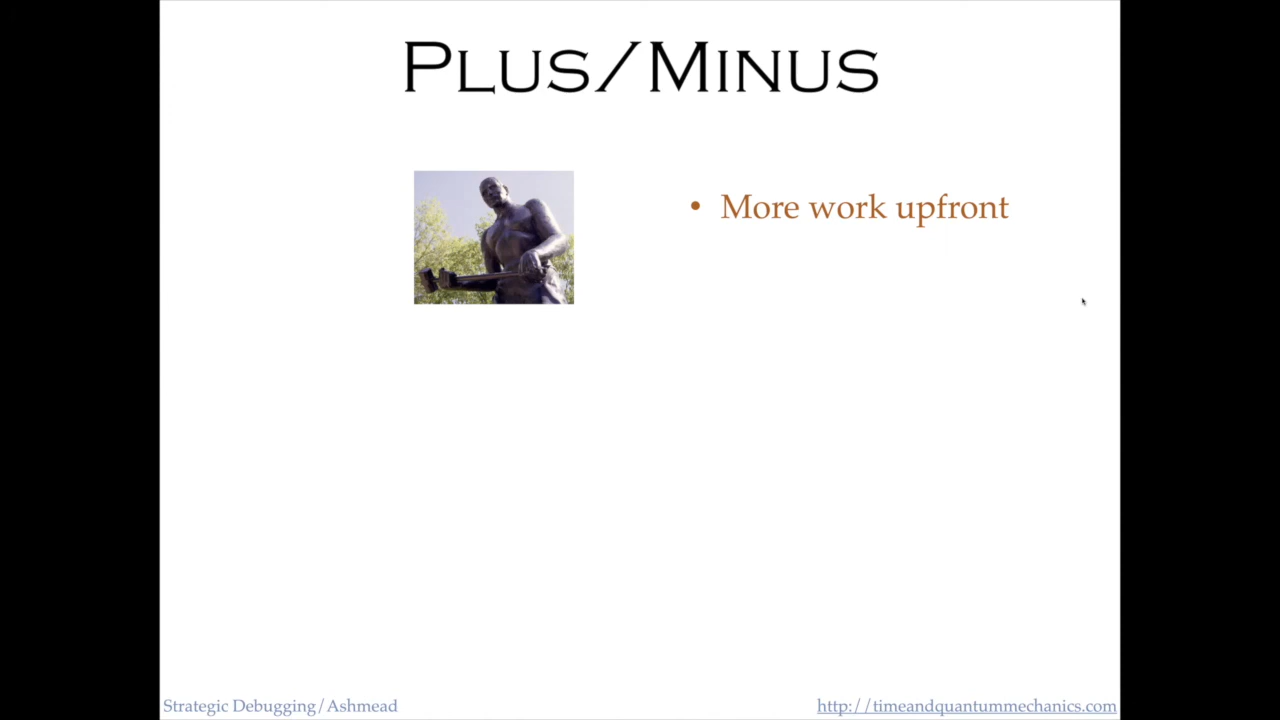 Plus/Minus
• More work upfront
Strategic Debugging/Ashmead
http://timeandquantummechanics.com